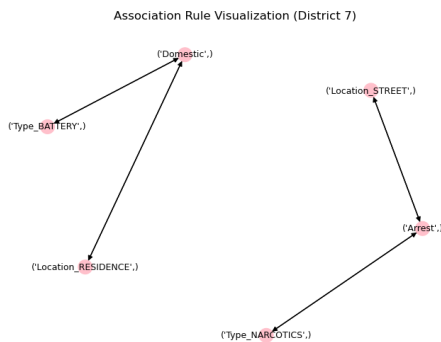 Association Rule Visualization (District 7)
('Domestic',)
('Location_STREET',)
('Type_BATTERY',)
('Arrest',)
('Location_RESIDENCE',)
('Type_NARCOTICS',)